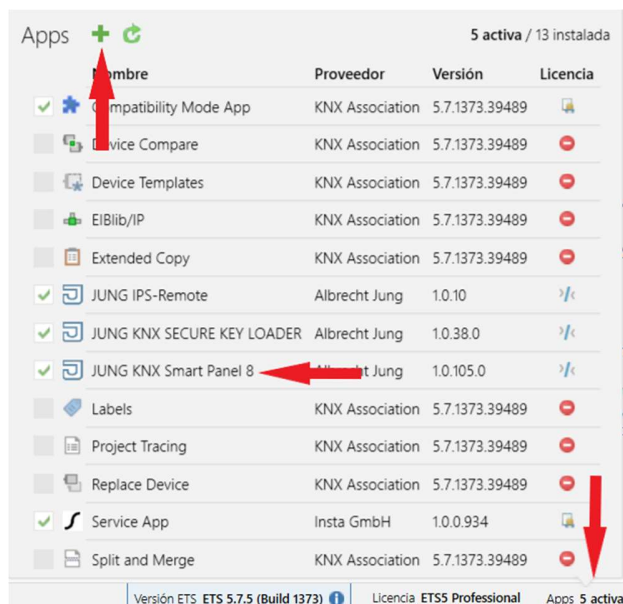 Apps 5 activa / 13 instalada
Nombre Proveedor Versión Licencia
Compatibility Mode App KNX Association 5.7.1373.39489
Device Compare KNX Association 5.7.1373.39489
Device Templates KNX Association 5.7.1373.39489
EIBlib/IP KNX Association 5.7.1373.39489
Extended Copy KNX Association 5.7.1373.39489
JUNG IPS-Remote Albrecht Jung 1.0.10
JUNG KNX SECURE KEY LOADER Albrecht Jung 1.0.38.0
JUNG KNX Smart Panel 8 Albrecht Jung 1.0.105.0
Labels KNX Association 5.7.1373.39489
Project Tracing KNX Association 5.7.1373.39489
Replace Device KNX Association 5.7.1373.39489
Service App Insta GmbH 1.0.0.934
Split and Merge KNX Association 5.7.1373.39489
Versión ETS ETS 5.7.5 (Build 1373) Licencia ETS5 Professional Apps 5 activa